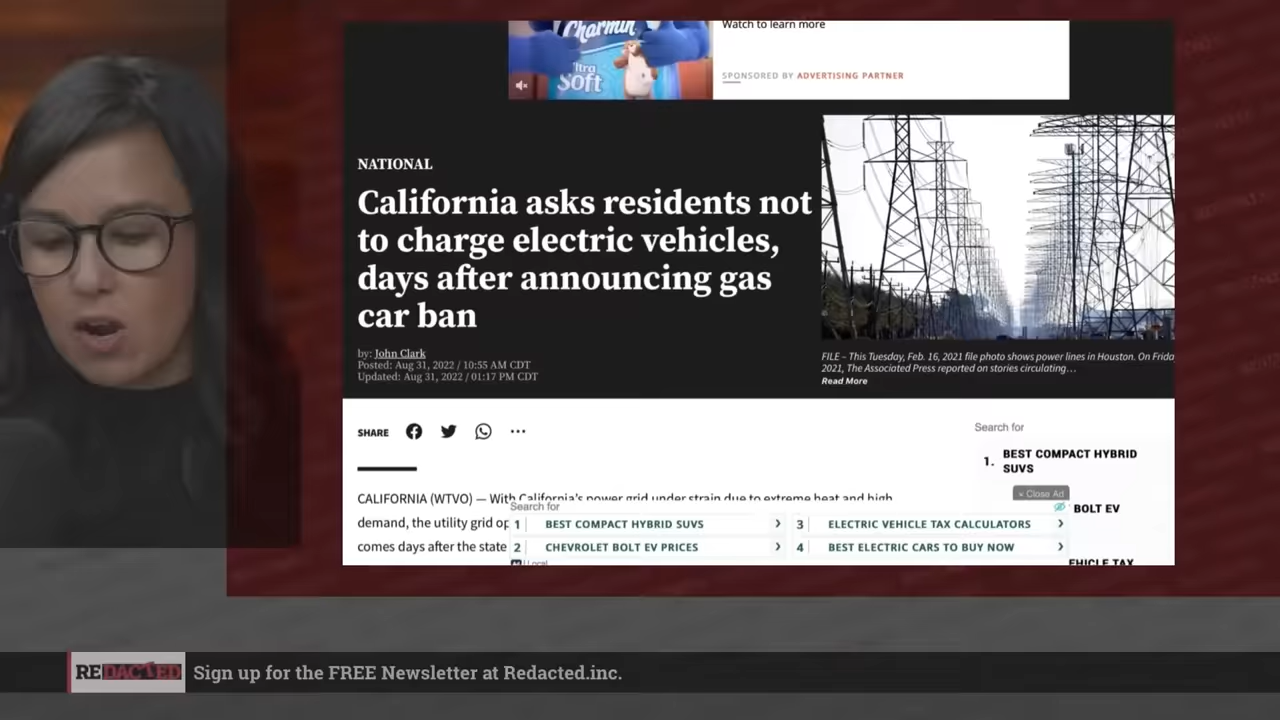 Charmin
Ultra
Soft
Watch to learn more
SPONSORED BY ADVERTISING PARTNER
NATIONAL
California asks residents not
to charge electric vehicles,
days after announcing gas
car ban
by: John Clark
Posted: Aug 31, 2022 / 10:55 AM CDT
Updated: Aug 31, 2022 / 01:17 PM CDT
FILE – This Tuesday, Feb. 16, 2021 file photo shows power lines in Houston. On Frida
2021, The Associated Press reported on stories circulating…
Read More
SHARE
Search for
1. BEST COMPACT HYBRID
SUVS
× Close Ad
BOLT EV
EHICLE TAX
CALIFORNIA (WTVO) — With California's power grid under strain due to extreme heat and high
demand, the utility grid op
comes days after the state
Search for
1 BEST COMPACT HYBRID SUVS
2 CHEVROLET BOLT EV PRICES
3 ELECTRIC VEHICLE TAX CALCULATORS
4 BEST ELECTRIC CARS TO BUY NOW
Ad | Local
REDACTED
Sign up for the FREE Newsletter at Redacted.inc.